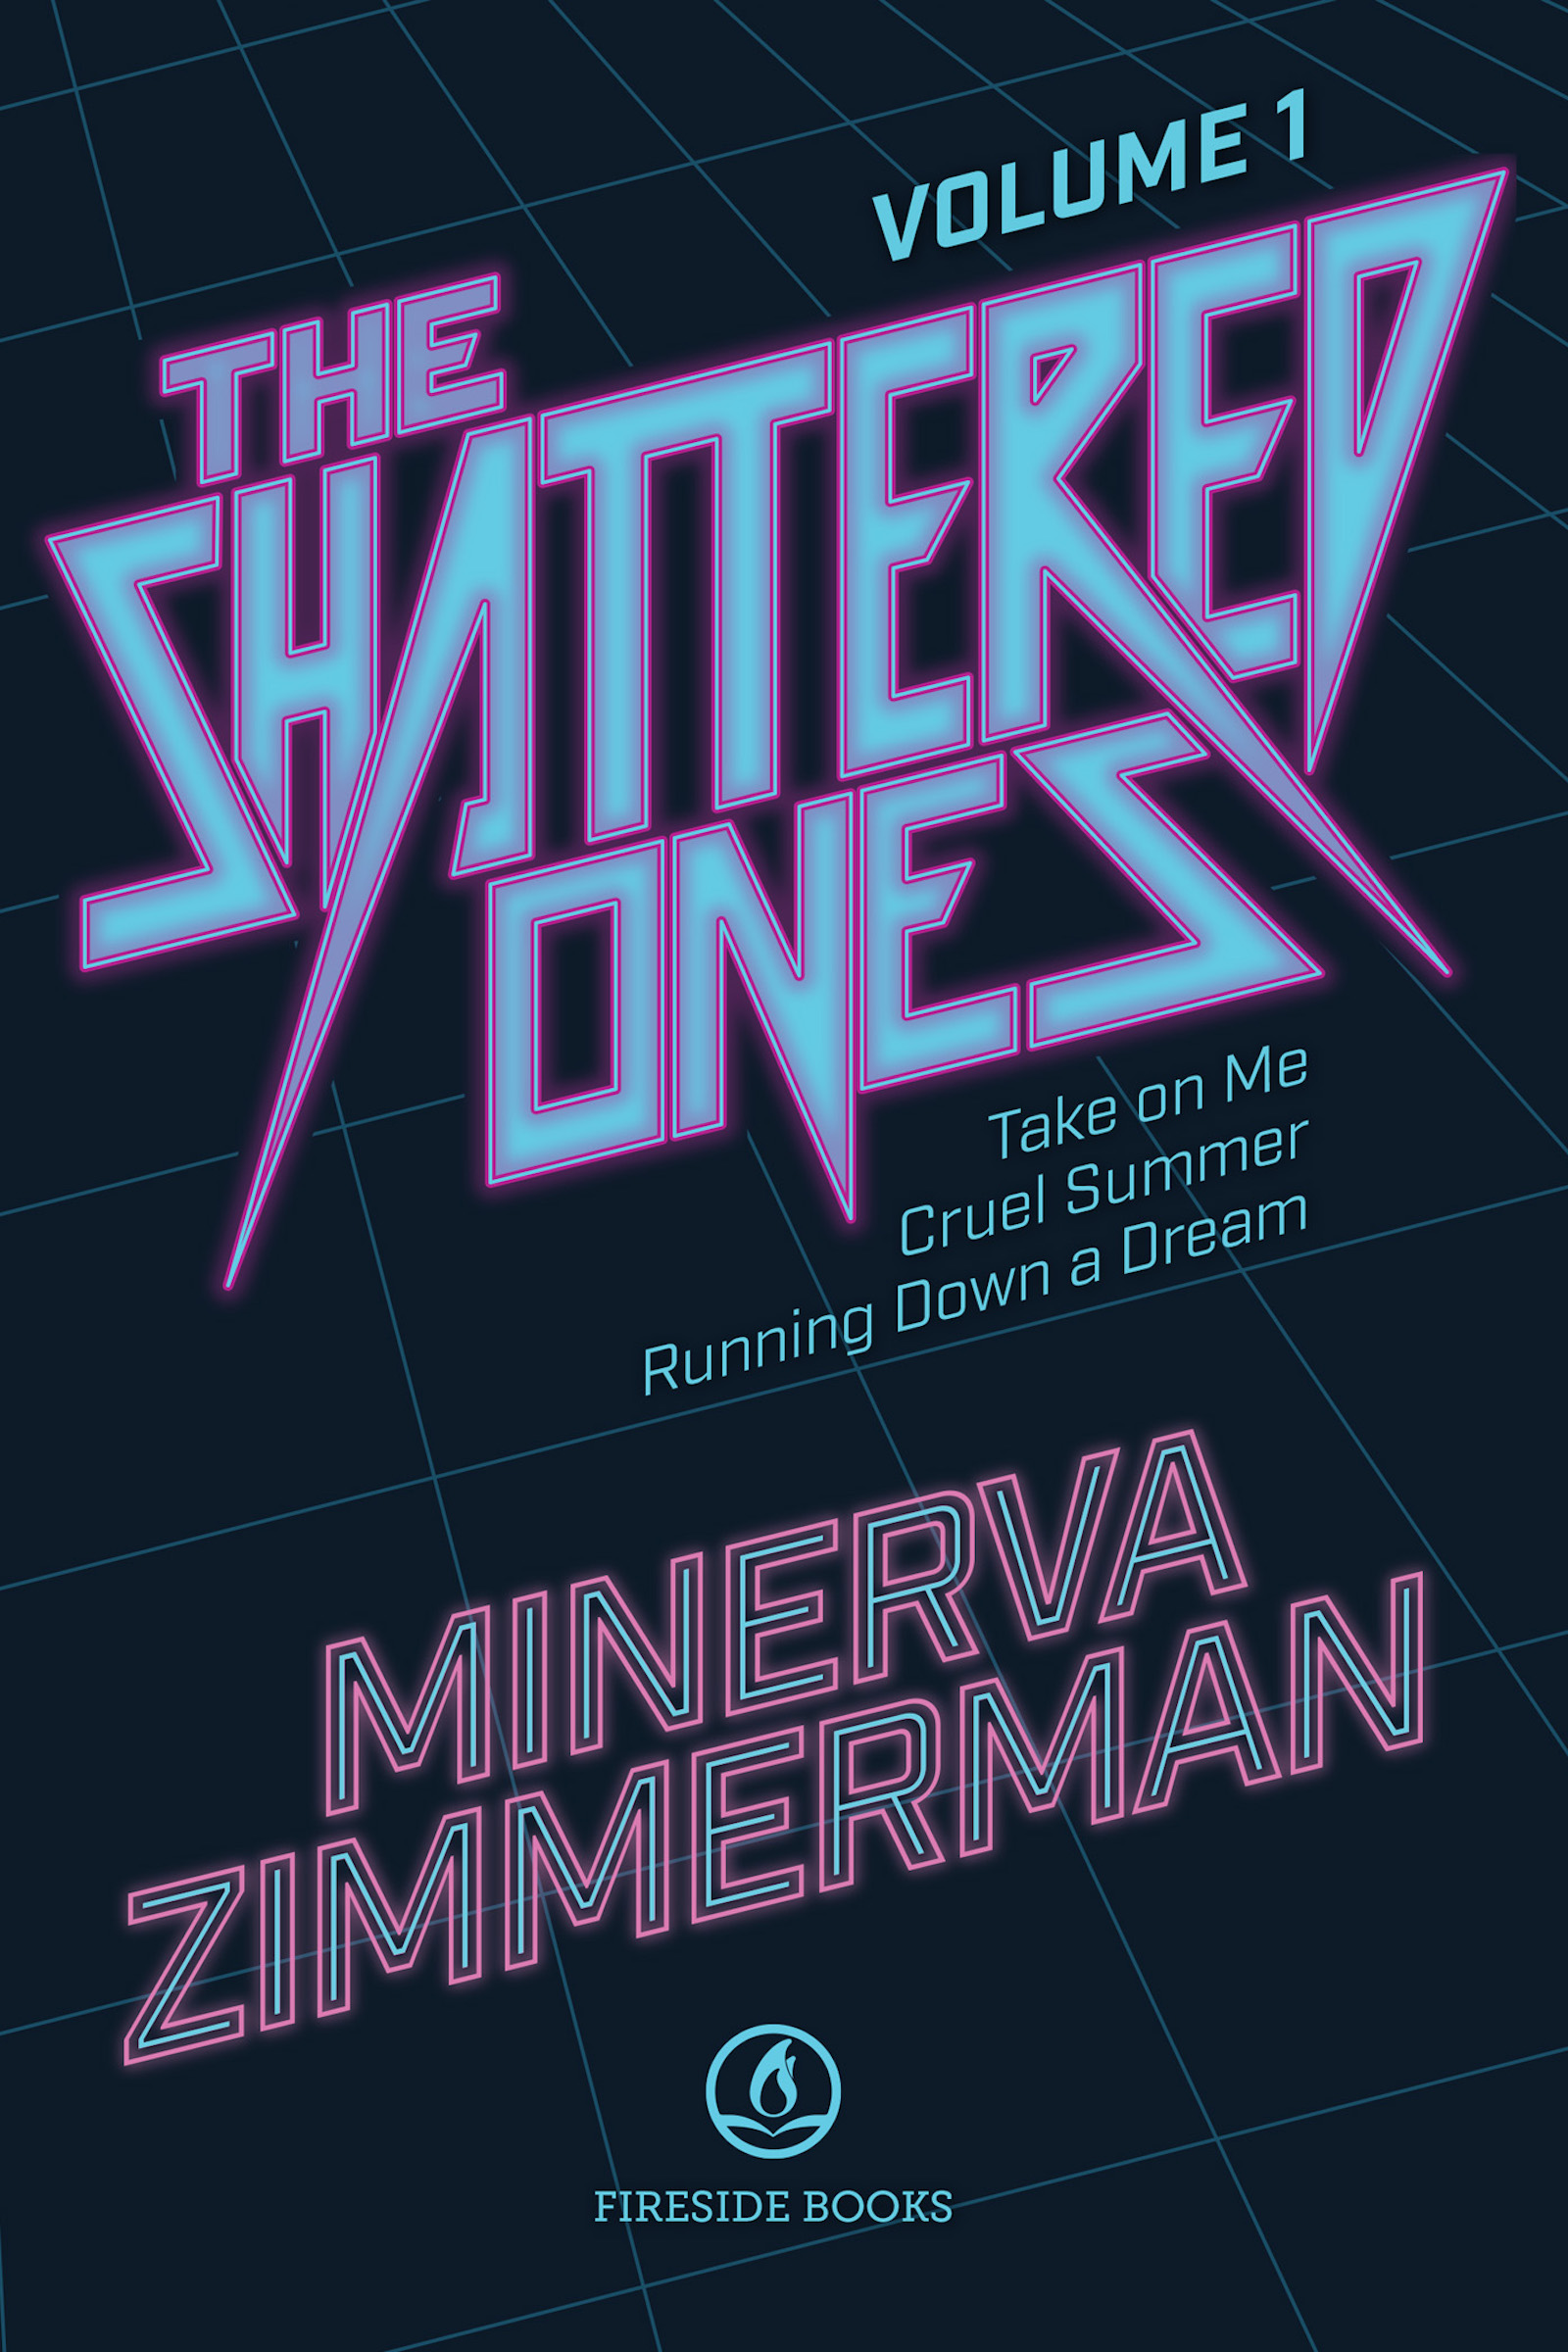 VOLUME 1
THE
SHATTERED
ONES
Take on Me
Cruel Summer
Running Down a Dream
MINERVA
ZIMMERMAN
FIRESIDE BOOKS